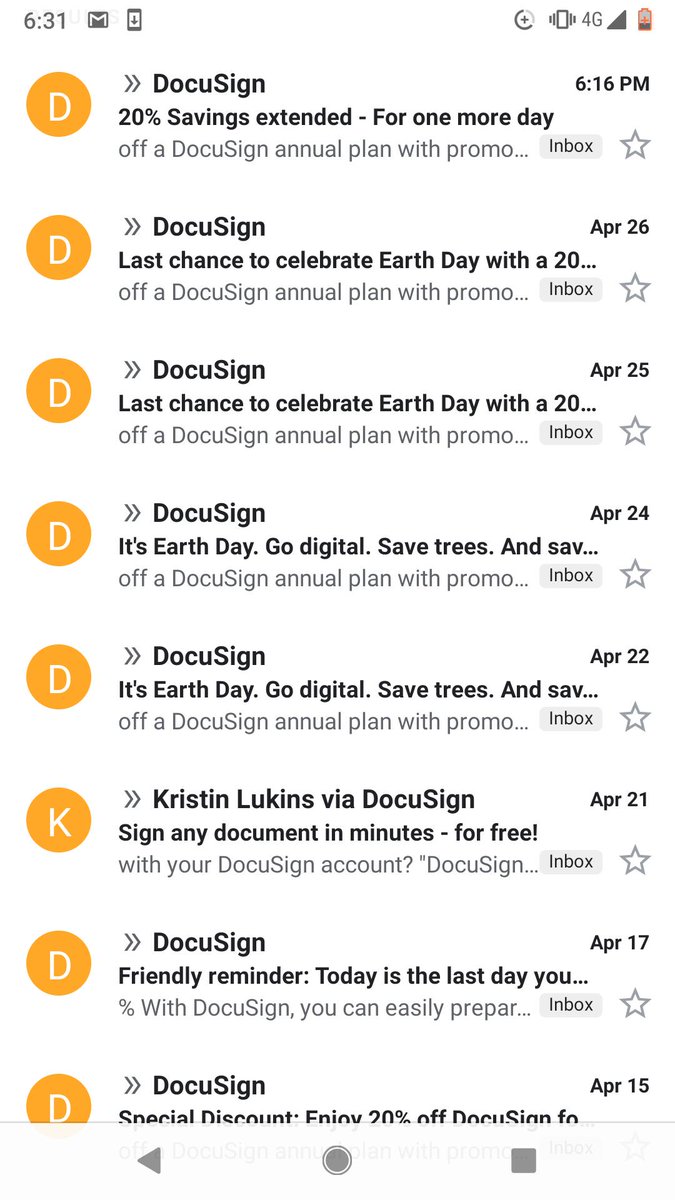 6:31
4G
D
» DocuSign
6:16 PM
20% Savings extended - For one more day
off a DocuSign annual plan with promo...
Inbox
D
» DocuSign
Apr 26
Last chance to celebrate Earth Day with a 20...
off a DocuSign annual plan with promo...
Inbox
D
» DocuSign
Apr 25
Last chance to celebrate Earth Day with a 20...
off a DocuSign annual plan with promo...
Inbox
D
» DocuSign
Apr 24
It's Earth Day. Go digital. Save trees. And sav...
off a DocuSign annual plan with promo...
Inbox
D
» DocuSign
Apr 22
It's Earth Day. Go digital. Save trees. And sav...
off a DocuSign annual plan with promo...
Inbox
K
» Kristin Lukins via DocuSign
Apr 21
Sign any document in minutes - for free!
with your DocuSign account? "DocuSign...
Inbox
D
» DocuSign
Apr 17
Friendly reminder: Today is the last day you...
% With DocuSign, you can easily prepar...
Inbox
D
» DocuSign
Apr 15
Special Discount: Enjoy 20% off DocuSign fo...
off a DocuSign annual plan with promo...
Inbox